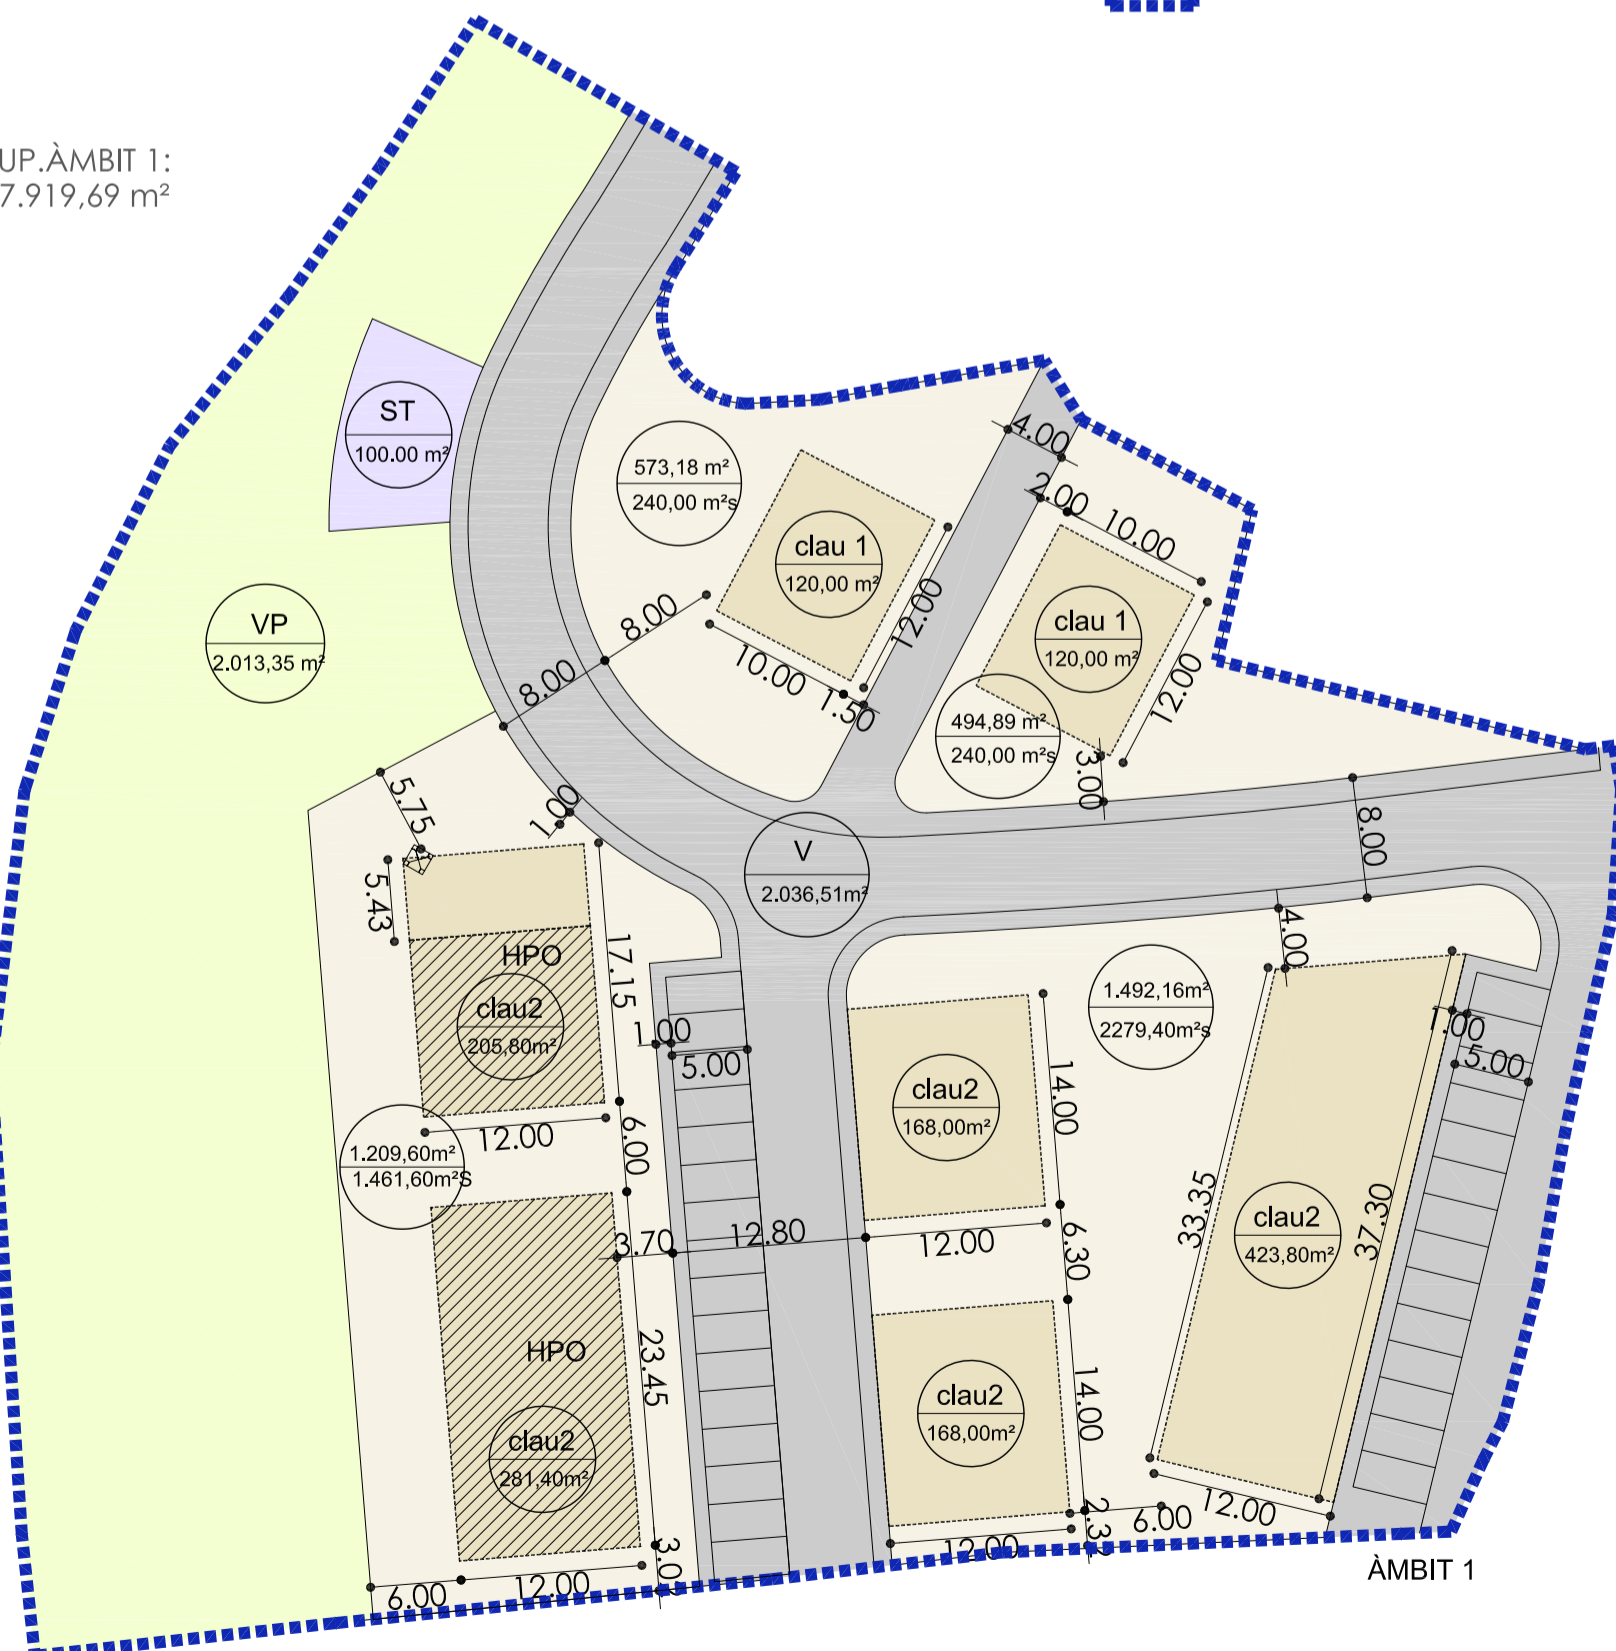 UP.ÀMBIT 1:
7.919,69 m²
ST
100.00 m²
573,18 m²
240,00 m²s
4.00
2.00
10.00
clau 1
120,00 m²
12.00
clau 1
120,00 m²
12.00
VP
2.013,35 m²
8.00
8.00
10.00
1.50
494,89 m²
240,00 m²s
3.00
5.75
1.00
8.00
V
2.036,51m²
5.43
HPO
17.15
clau2
205,80m²
4.00
1.492,16m²
2279,40m²s
1.00
5.00
1.00
5.00
clau2
168,00m²
14.00
12.00
6.00
1.209,60m²
1.461,60m²S
3.70
12.80
12.00
6.30
33.35
clau2
423,80m²
37.30
HPO
23.45
clau2
168,00m²
14.00
clau2
281,40m²
12.00
6.00
12.00
6.00
12.00
ÀMBIT 1